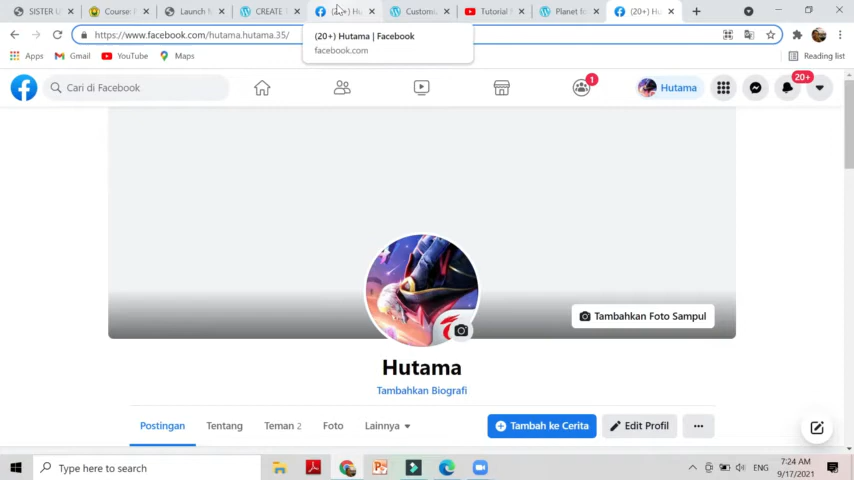 SISTER U
Course: F
Launch M
CREATE T
(20+) Hu
Customiz
Tutorial F
Planet fo
(20+) Hu
https://www.facebook.com/hutama.hutama.35/
(20+) Hutama | Facebook
facebook.com
Apps
Gmail
YouTube
Maps
Reading list
Cari di Facebook
1
Hutama
20+
Tambahkan Foto Sampul
Hutama
Tambahkan Biografi
Postingan
Tentang
Teman 2
Foto
Lainnya
Tambah ke Cerita
Edit Profil
Type here to search
ENG
7:24 AM
9/17/2021